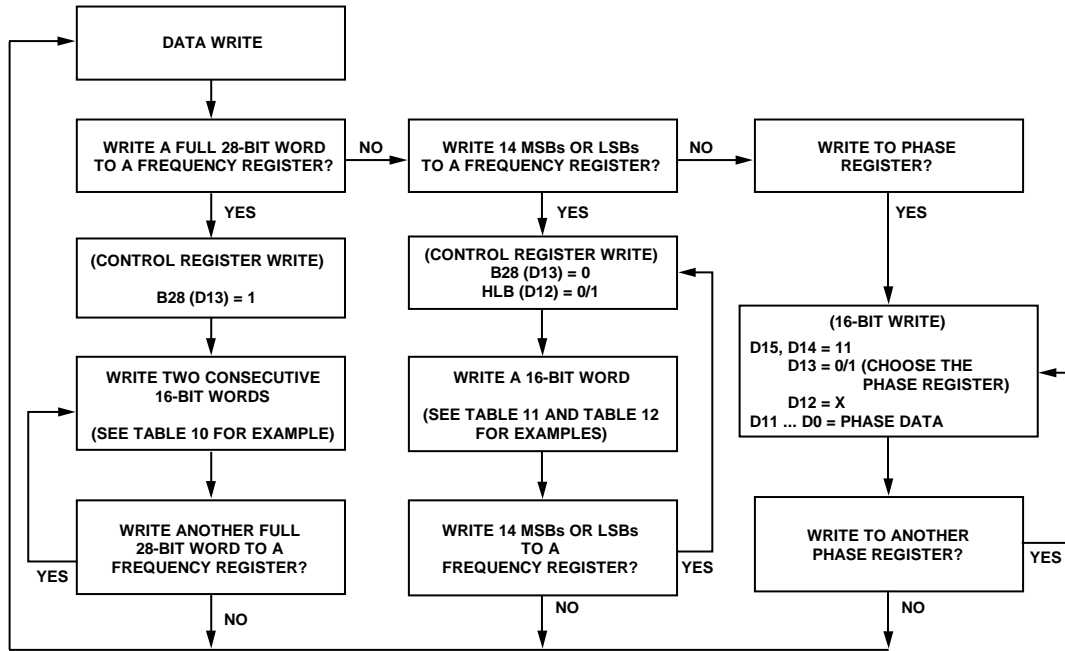 DATA WRITE
WRITE A FULL 28-BIT WORD
TO A FREQUENCY REGISTER?
NO
WRITE 14 MSBs OR LSBs
TO A FREQUENCY REGISTER?
NO
WRITE TO PHASE
REGISTER?
YES
YES
YES
(CONTROL REGISTER WRITE)
B28 (D13) = 1
(CONTROL REGISTER WRITE)
B28 (D13) = 0
HLB (D12) = 0/1
(16-BIT WRITE)
D15, D14 = 11
D13 = 0/1 (CHOOSE THE
PHASE REGISTER)
D12 = X
D11 ... D0 = PHASE DATA
WRITE TWO CONSECUTIVE
16-BIT WORDS
(SEE TABLE 10 FOR EXAMPLE)
WRITE A 16-BIT WORD
(SEE TABLE 11 AND TABLE 12
FOR EXAMPLES)
WRITE ANOTHER FULL
28-BIT WORD TO A
FREQUENCY REGISTER?
YES
NO
WRITE 14 MSBs OR LSBs
TO A
FREQUENCY REGISTER?
YES
NO
WRITE TO ANOTHER
PHASE REGISTER?
YES
NO